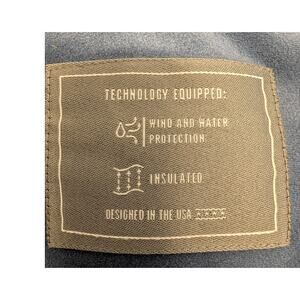 TECHNOLOGY EQUIPPED:
WIND AND WATER
PROTECTION
INSULATED
DESIGNED IN THE USA